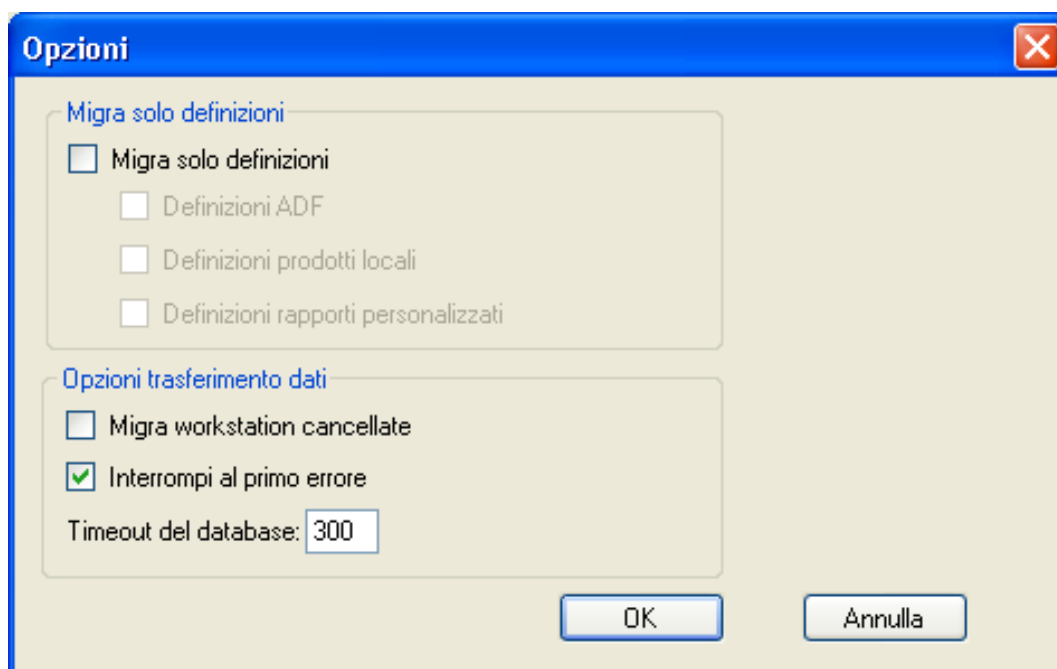 Opzioni
Migra solo definizioni
Migra solo definizioni
Definizioni ADF
Definizioni prodotti locali
Definizioni rapporti personalizzati
Opzioni trasferimento dati
Migra workstation cancellate
Interrompi al primo errore
Timeout del database: 300
OK Annulla